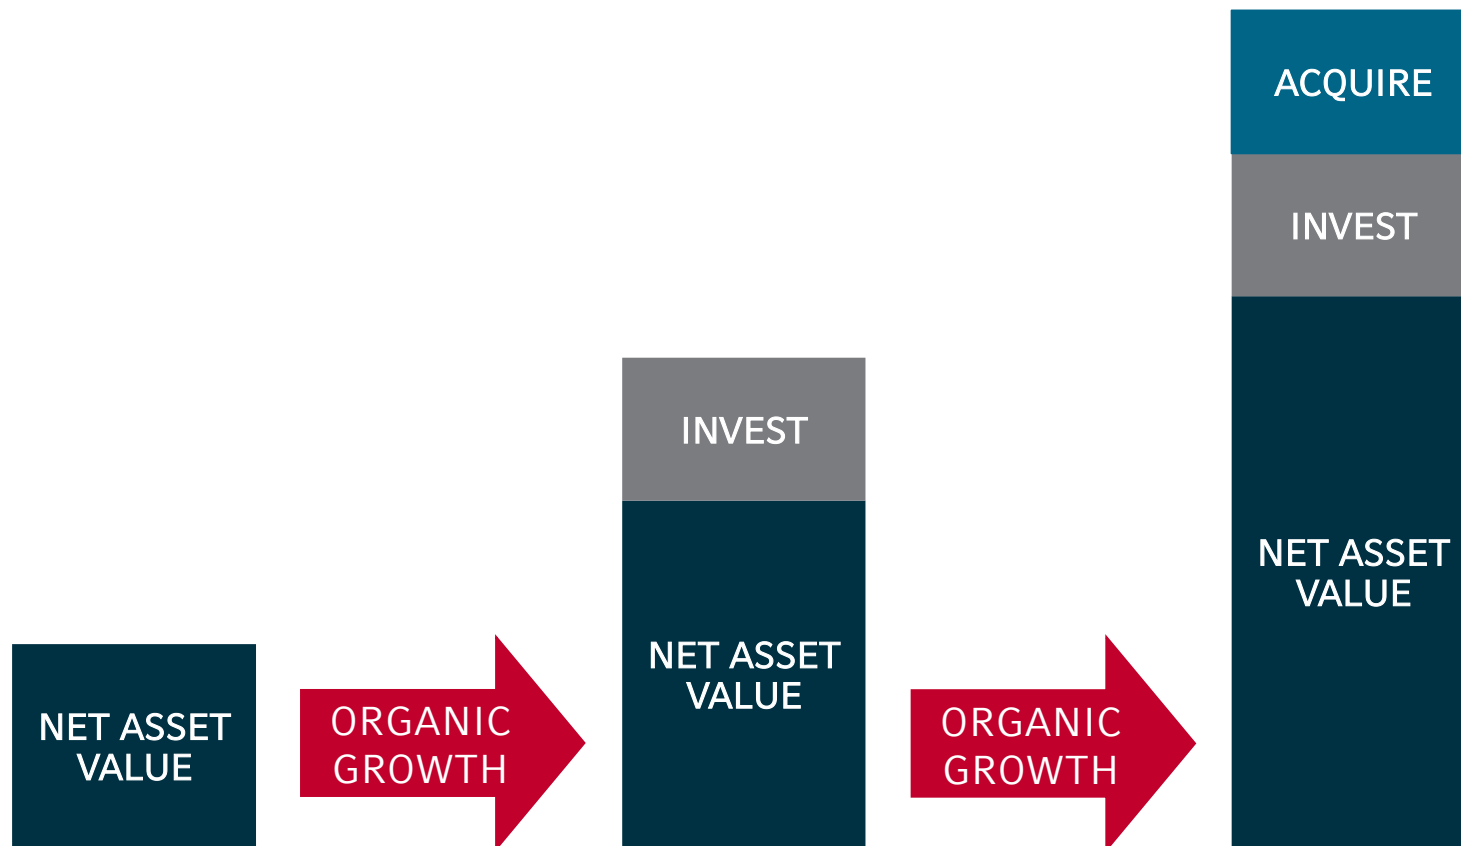 NET ASSET
VALUE
ORGANIC
GROWTH
INVEST
NET ASSET
VALUE
ORGANIC
GROWTH
ACQUIRE
INVEST
NET ASSET
VALUE